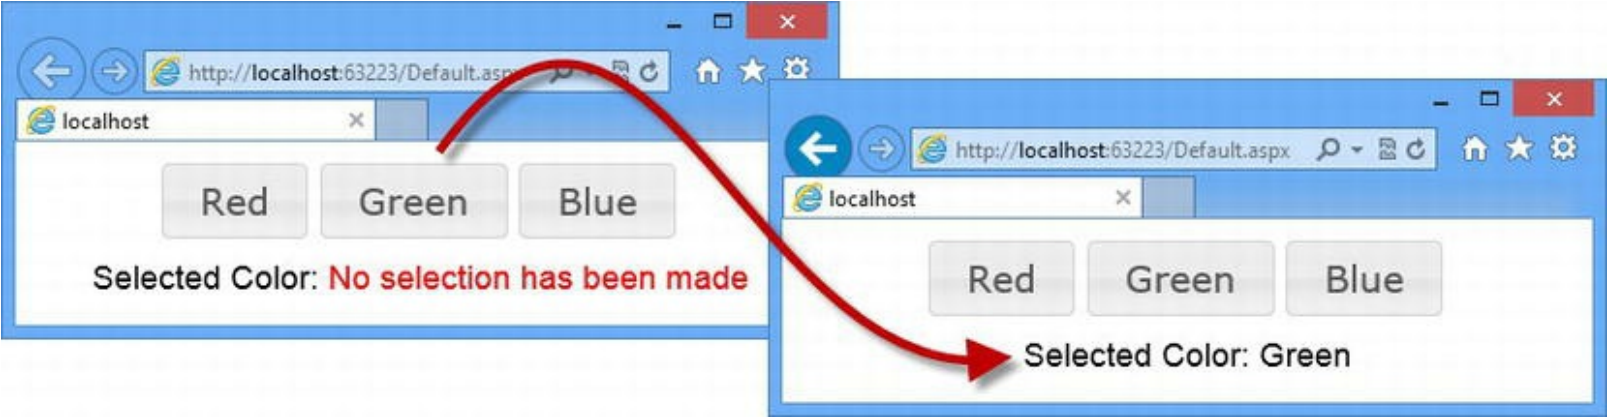 http://localhost:63223/Default.aspx
localhost
Red Green Blue
Selected Color: No selection has been made
http://localhost:63223/Default.aspx
localhost
Red Green Blue
Selected Color: Green